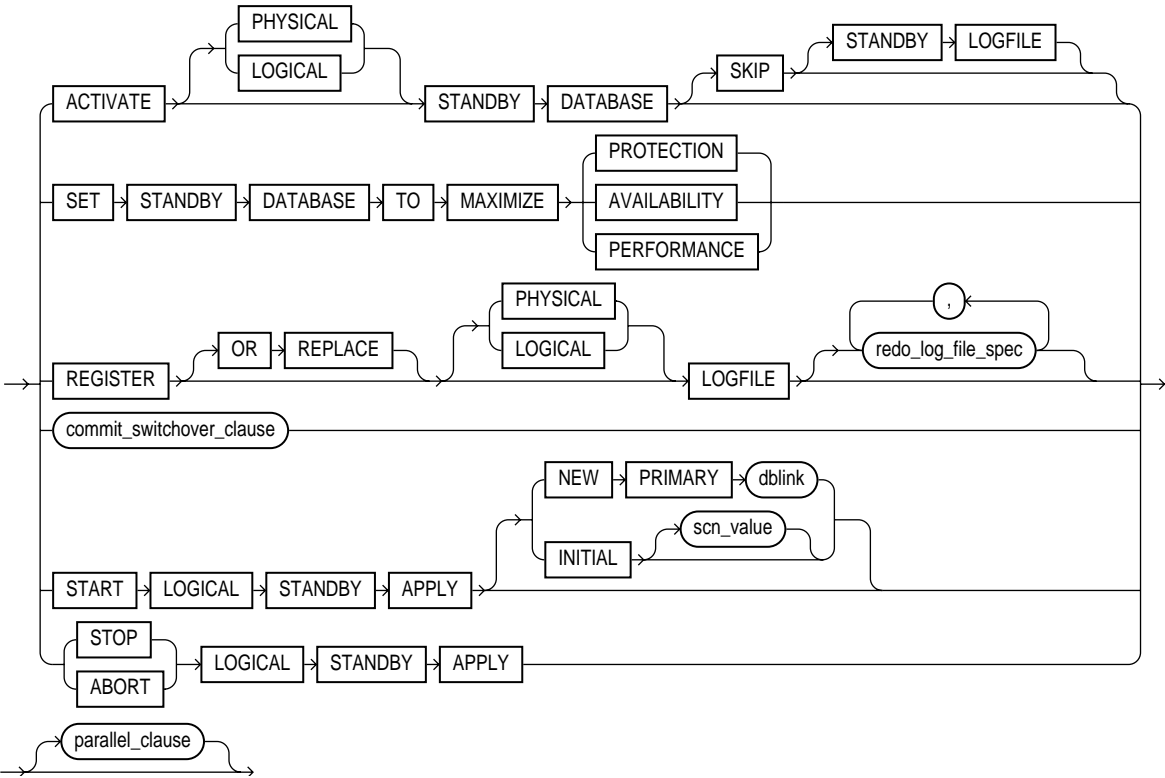 PHYSICAL
LOGICAL
STANDBY LOGFILE
SKIP
ACTIVATE STANDBY DATABASE
PROTECTION
SET STANDBY DATABASE TO MAXIMIZE AVAILABILITY
PERFORMANCE
PHYSICAL ,
OR REPLACE LOGICAL redo_log_file_spec
REGISTER LOGFILE
commit_switchover_clause
NEW PRIMARY dblink
scn_value
INITIAL
START LOGICAL STANDBY APPLY
STOP
LOGICAL STANDBY APPLY
ABORT
parallel_clause